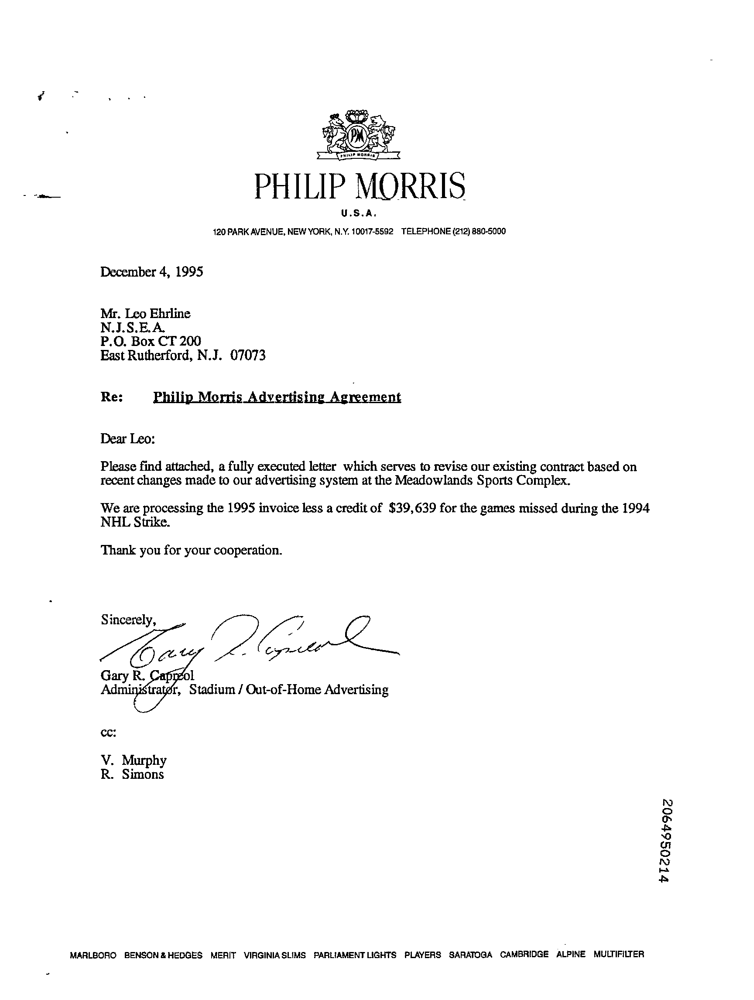 PM
PHILIP MORRIS
PHILIP MORRIS
U.S.A.
120 PARK AVENUE, NEW YORK, N.Y. 10017-5592 TELEPHONE (212) 880-5000
December 4, 1995
Mr. Leo Ehrline
N.J.S.E.A.
P.O. Box CT 200
East Rutherford, N.J. 07073
Re: Philip Morris Advertising Agreement
Dear Leo:
Please find attached, a fully executed letter which serves to revise our existing contract based on
recent changes made to our advertising system at the Meadowlands Sports Complex.
We are processing the 1995 invoice less a credit of $39,639 for the games missed during the 1994
NHL Strike.
Thank you for your cooperation.
Sincerely,
Gary R.
Administrator, Stadium / Out-of-Home Advertising
cc:
V. Murphy
R. Simons
2064950214
MARLBORO BENSON & HEDGES MERIT VIRGINIA SLIMS PARLIAMENT LIGHTS PLAYERS SARATOGA CAMBRIDGE ALPINE MULTIFILTER